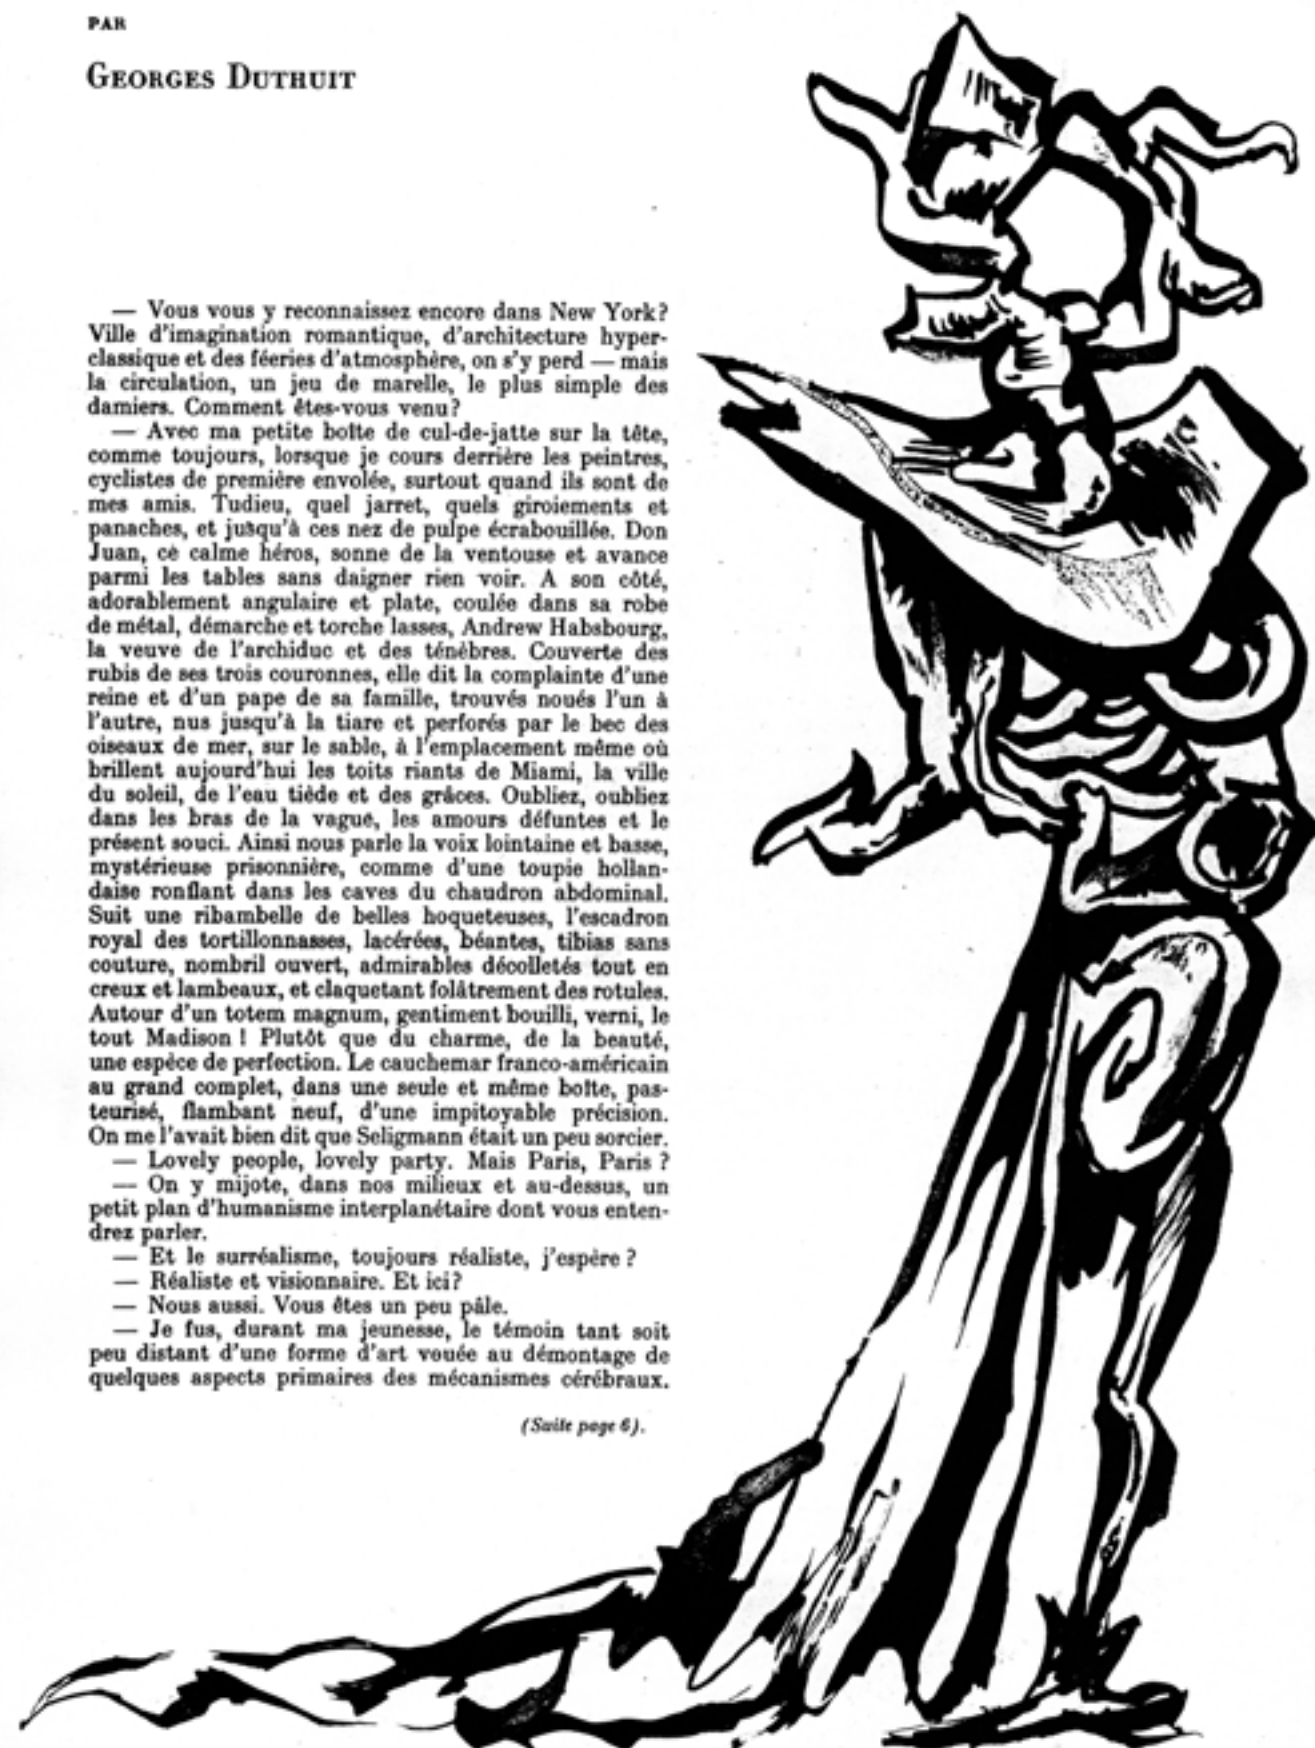 PAR
GEORGES DUTHUIT
— Vous vous y reconnaissez encore dans New York?
Ville d'imagination romantique, d'architecture hyper-
classique et des féeries d'atmosphère, on s'y perd — mais
la circulation, un jeu de marelle, le plus simple des
damiers. Comment êtes-vous venu?
— Avec ma petite boîte de cul-de-jatte sur la tête,
comme toujours, lorsque je cours derrière les peintres,
cyclistes de première envolée, surtout quand ils sont de
mes amis. Tudieu, quel jarret, quels giroiements et
panaches, et jusqu'à ces nez de pulpe écrabouillée. Don
Juan, ce calme héros, sonne de la ventouse et avance
parmi les tables sans daigner rien voir. A son côté,
adorablement angulaire et plate, coulée dans sa robe
de métal, démarche et torche lasses, Andrew Habsbourg,
la veuve de l'archiduc et des ténèbres. Couverte des
rubis de ses trois couronnes, elle dit la complainte d'une
reine et d'un pape de sa famille, trouvés noués l'un à
l'autre, nus jusqu'à la tiare et perforés par le bec des
oiseaux de mer, sur le sable, à l'emplacement même où
brillent aujourd'hui les toits riants de Miami, la ville
du soleil, de l'eau tiède et des grâces. Oubliez, oubliez
dans les bras de la vague, les amours défuntes et le
présent souci. Ainsi nous parle la voix lointaine et basse,
mystérieuse prisonnière, comme d'une toupie hollan-
daise ronflant dans les caves du chaudron abdominal.
Suit une ribambelle de belles hoqueteuses, l'escadron
royal des tortillonnasses, lacérées, béantes, tibias sans
couture, nombril ouvert, admirables décolletés tout en
creux et lambeaux, et claquetant folâtrement des rotules.
Autour d'un totem magnum, gentiment bouilli, verni, le
tout Madison ! Plutôt que du charme, de la beauté,
une espèce de perfection. Le cauchemar franco-américain
au grand complet, dans une seule et même boîte, pas-
teurisé, flambant neuf, d'une impitoyable précision.
On me l'avait bien dit que Seligmann était un peu sorcier.
— Lovely people, lovely party. Mais Paris, Paris ?
— On y mijote, dans nos milieux et au-dessus, un
petit plan d'humanisme interplanétaire dont vous enten-
drez parler.
— Et le surréalisme, toujours réaliste, j'espère ?
— Réaliste et visionnaire. Et ici?
— Nous aussi. Vous êtes un peu pâle.
— Je fus, durant ma jeunesse, le témoin tant soit
peu distant d'une forme d'art vouée au démontage de
quelques aspects primaires des mécanismes cérébraux.
(Suite page 6).